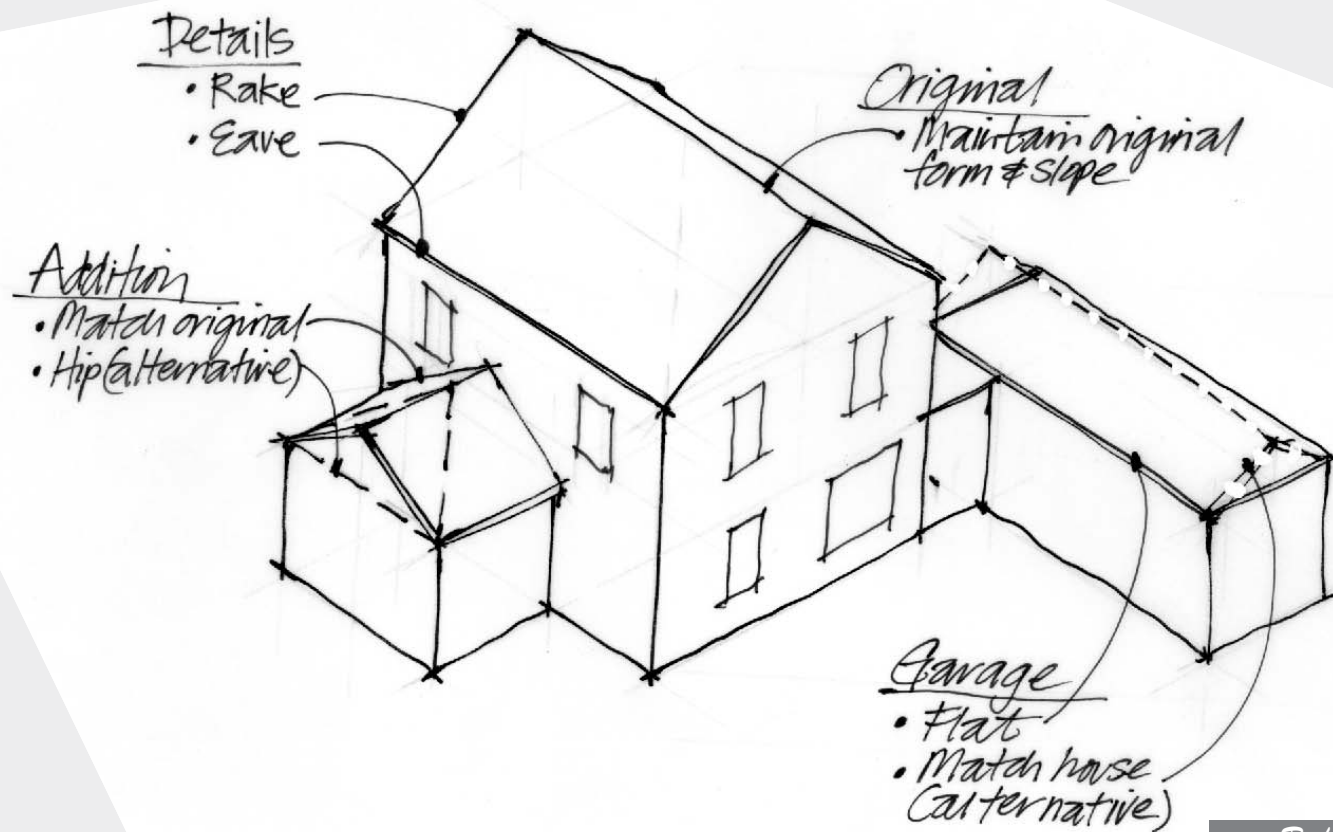 Details
• Rake
• Eave
Original
• Maintain original
form & slope
Addition
• Match original
• Hip (alternative)
Garage
• Flat
• Match house
(alternative)